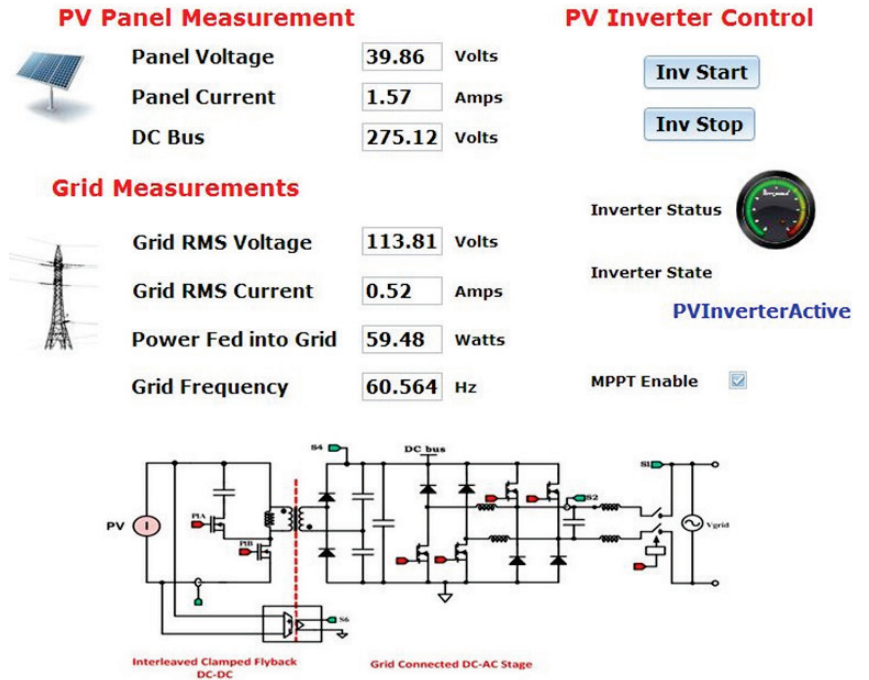 PV Panel Measurement
Panel Voltage 39.86 Volts
Panel Current 1.57 Amps
DC Bus 275.12 Volts
Grid Measurements
Grid RMS Voltage 113.81 Volts
Grid RMS Current 0.52 Amps
Power Fed into Grid 59.48 Watts
Grid Frequency 60.564 Hz
PV Inverter Control
Inv Start
Inv Stop
Inverter Status
Inverter State
PVInverterActive
MPPT Enable
S4
DC bus
S1
S2
PV
I
P1A
P1B
Vgrid
S6
Interleaved Clamped Flyback
DC-DC
Grid Connected DC-AC Stage